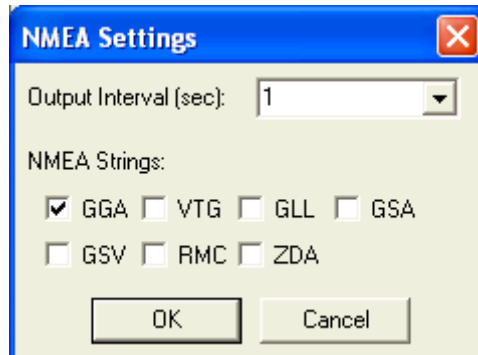 NMEA Settings
Output Interval (sec): 1
NMEA Strings:
GGA VTG GLL GSA
GSV RMC ZDA
OK Cancel